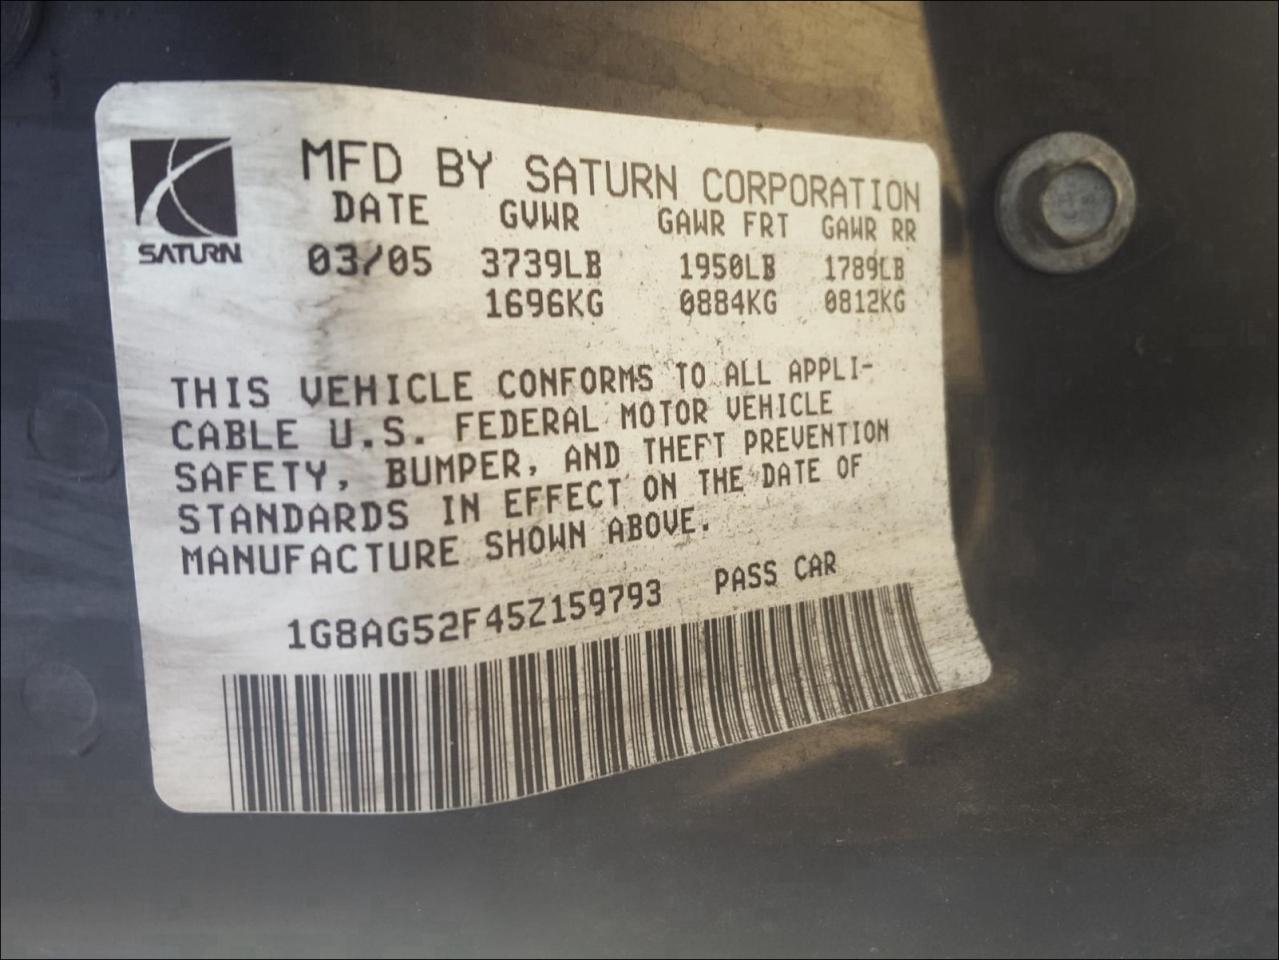 MFD BY SATURN CORPORATION
SATURN
DATE GVWR GAWR FRT GAWR RR
03/05 3739LB 1950LB 1789LB
1696KG 0884KG 0812KG
THIS VEHICLE CONFORMS TO ALL APPLI-
CABLE U.S. FEDERAL MOTOR VEHICLE
SAFETY, BUMPER, AND THEFT PREVENTION
STANDARDS IN EFFECT ON THE DATE OF
MANUFACTURE SHOWN ABOVE.
1G8AG52F45Z159793 PASS CAR